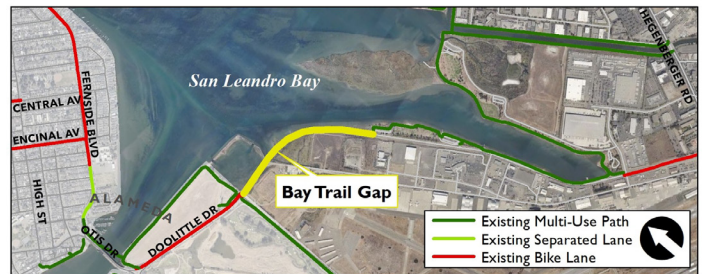 San Leandro Bay
HEGENBERGER RD
FERNSIDE BLVD
CENTRAL AV
ENCINAL AV
HIGH ST
ALAMEDA
OTIS DR
DOOLITTLE DR
Bay Trail Gap
Existing Multi-Use Path
Existing Separated Lane
Existing Bike Lane